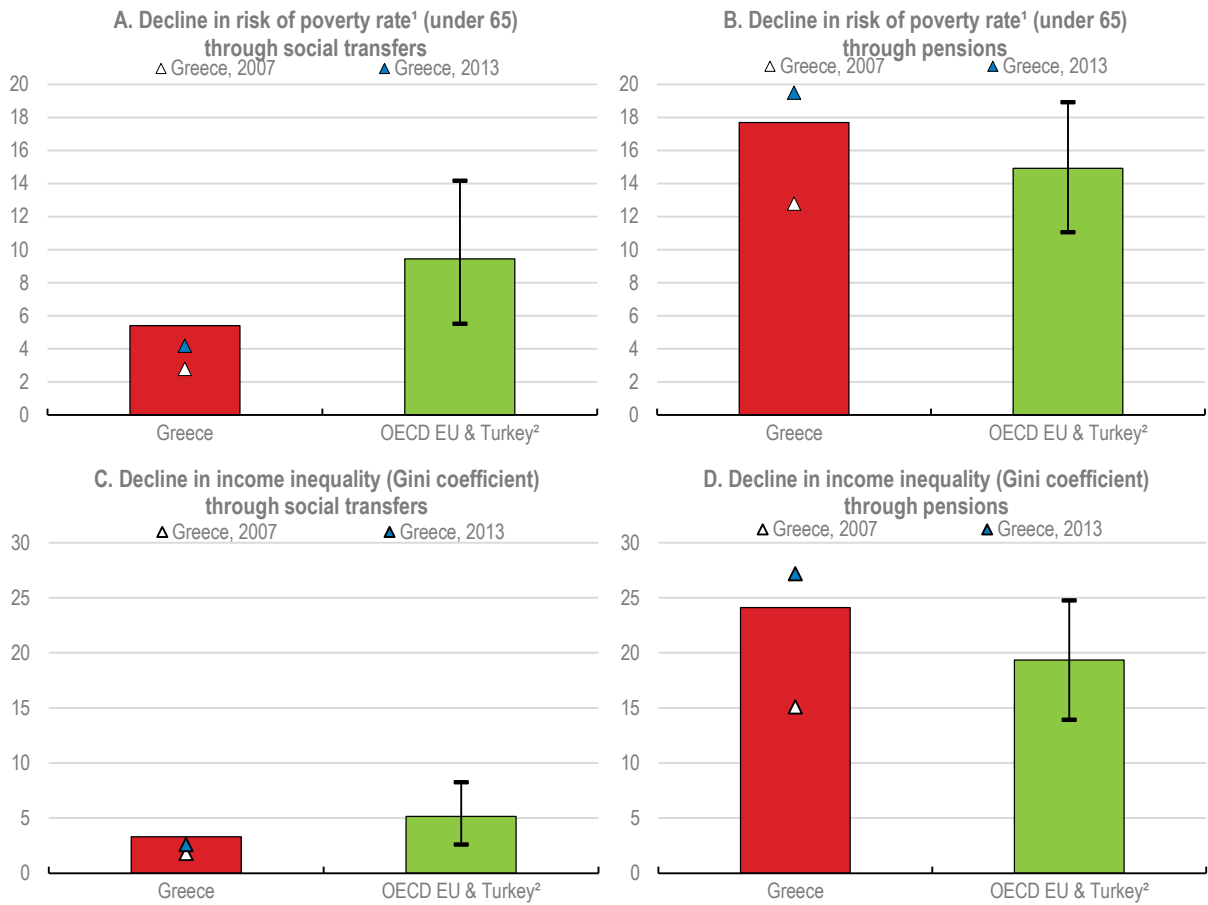 A. Decline in risk of poverty rate¹ (under 65)
through social transfers
Greece, 2007
Greece, 2013
20
18
16
14
12
10
8
6
4
2
0
Greece
OECD EU & Turkey²
B. Decline in risk of poverty rate¹ (under 65)
through pensions
Greece, 2007
Greece, 2013
20
18
16
14
12
10
8
6
4
2
0
Greece
OECD EU & Turkey²
C. Decline in income inequality (Gini coefficient)
through social transfers
Greece, 2007
Greece, 2013
30
25
20
15
10
5
0
Greece
OECD EU & Turkey²
D. Decline in income inequality (Gini coefficient)
through pensions
Greece, 2007
Greece, 2013
30
25
20
15
10
5
0
Greece
OECD EU & Turkey²